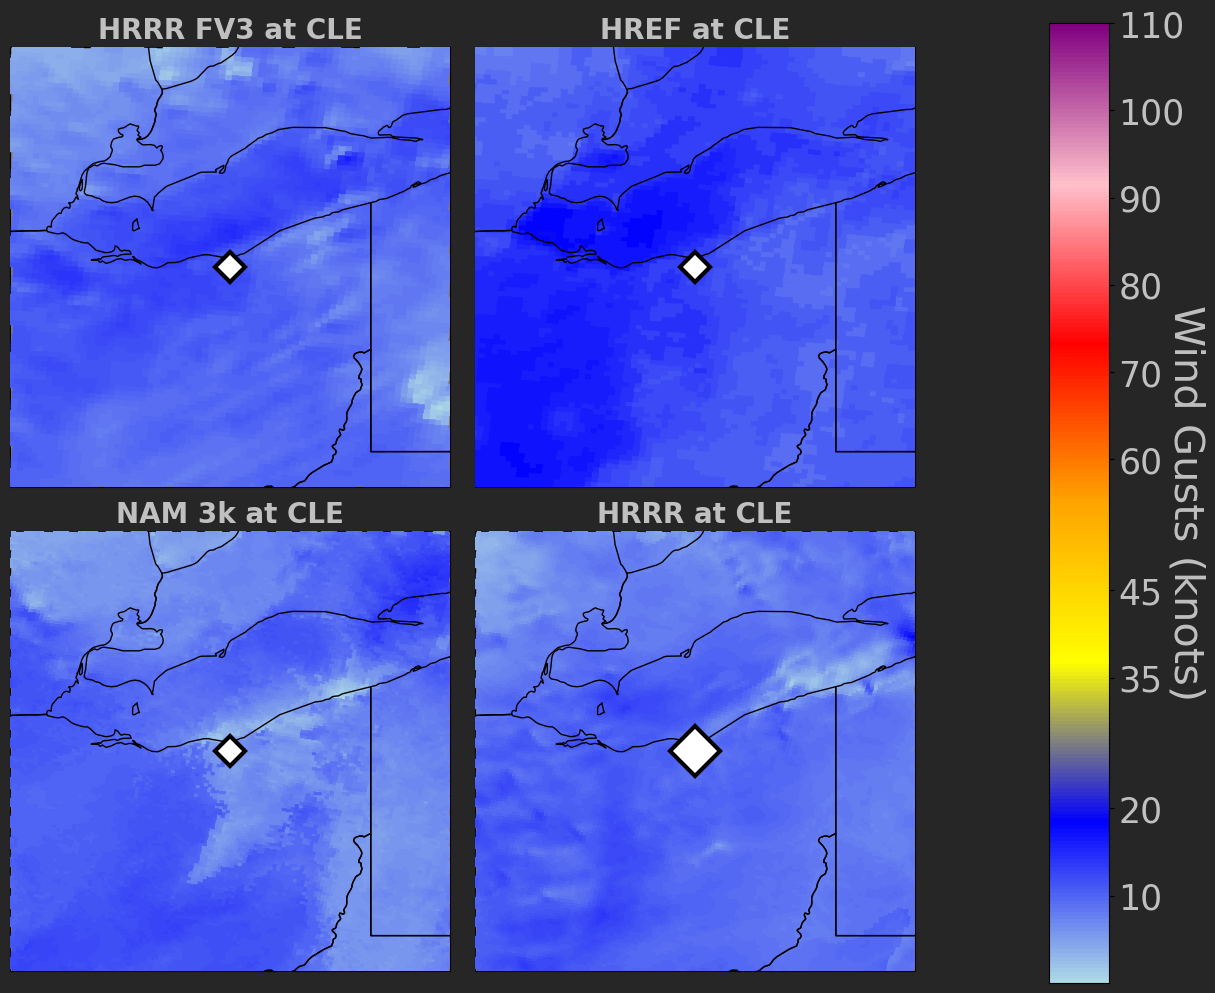 HRRR FV3 at CLE
HREF at CLE
NAM 3k at CLE
HRRR at CLE
110
100
90
80
70
60
45
35
20
10
Wind Gusts (knots)